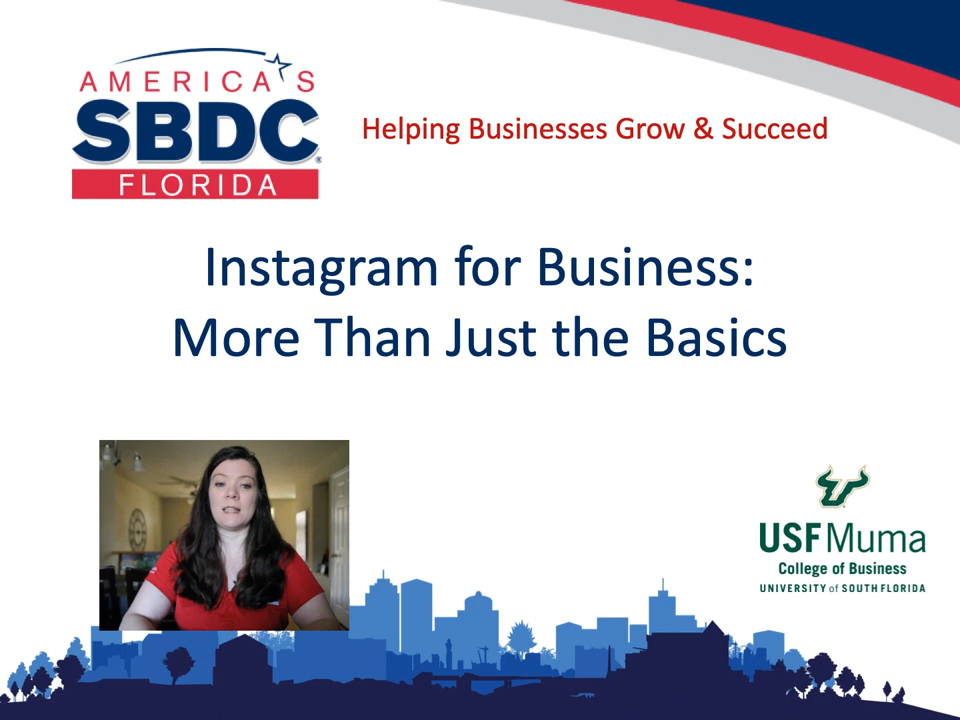 AMERICA'S
SBDC
FLORIDA
Helping Businesses Grow & Succeed
Instagram for Business:
More Than Just the Basics
USF Muma
College of Business
UNIVERSITY of SOUTH FLORIDA